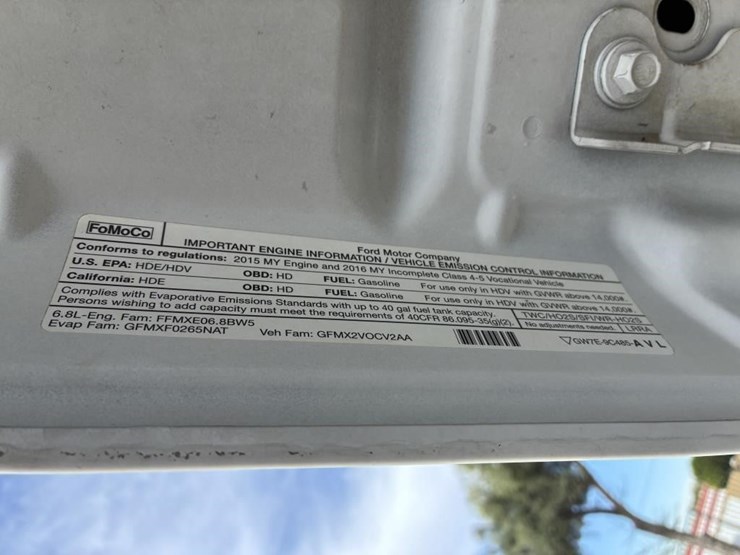 FoMoCo
Ford Motor Company
IMPORTANT ENGINE INFORMATION / VEHICLE EMISSION CONTROL INFORMATION
Conforms to regulations: 2015 MY Engine and 2016 MY Incomplete Class 4-5 Vocational Vehicle
U.S. EPA: HDE/HDV OBD: HD FUEL: Gasoline For use only in HDV with GVWR above 14,000#.
California: HDE OBD: HD FUEL: Gasoline For use only in HDV with GVWR above 14,000#.
Complies with Evaporative Emissions Standards with up to 40 gal fuel tank capacity. TWC/HO2S/SFI/WR-HO2S
Persons wishing to add capacity must meet the requirements of 40CFR 86.095-35(g)(2). No adjustments needed. LRRA
6.8L-Eng. Fam: FFMXE06.8BW5
Evap Fam: GFMXF0265NAT Veh Fam: GFMX2VOCV2AA GW7E-9C485-AVL